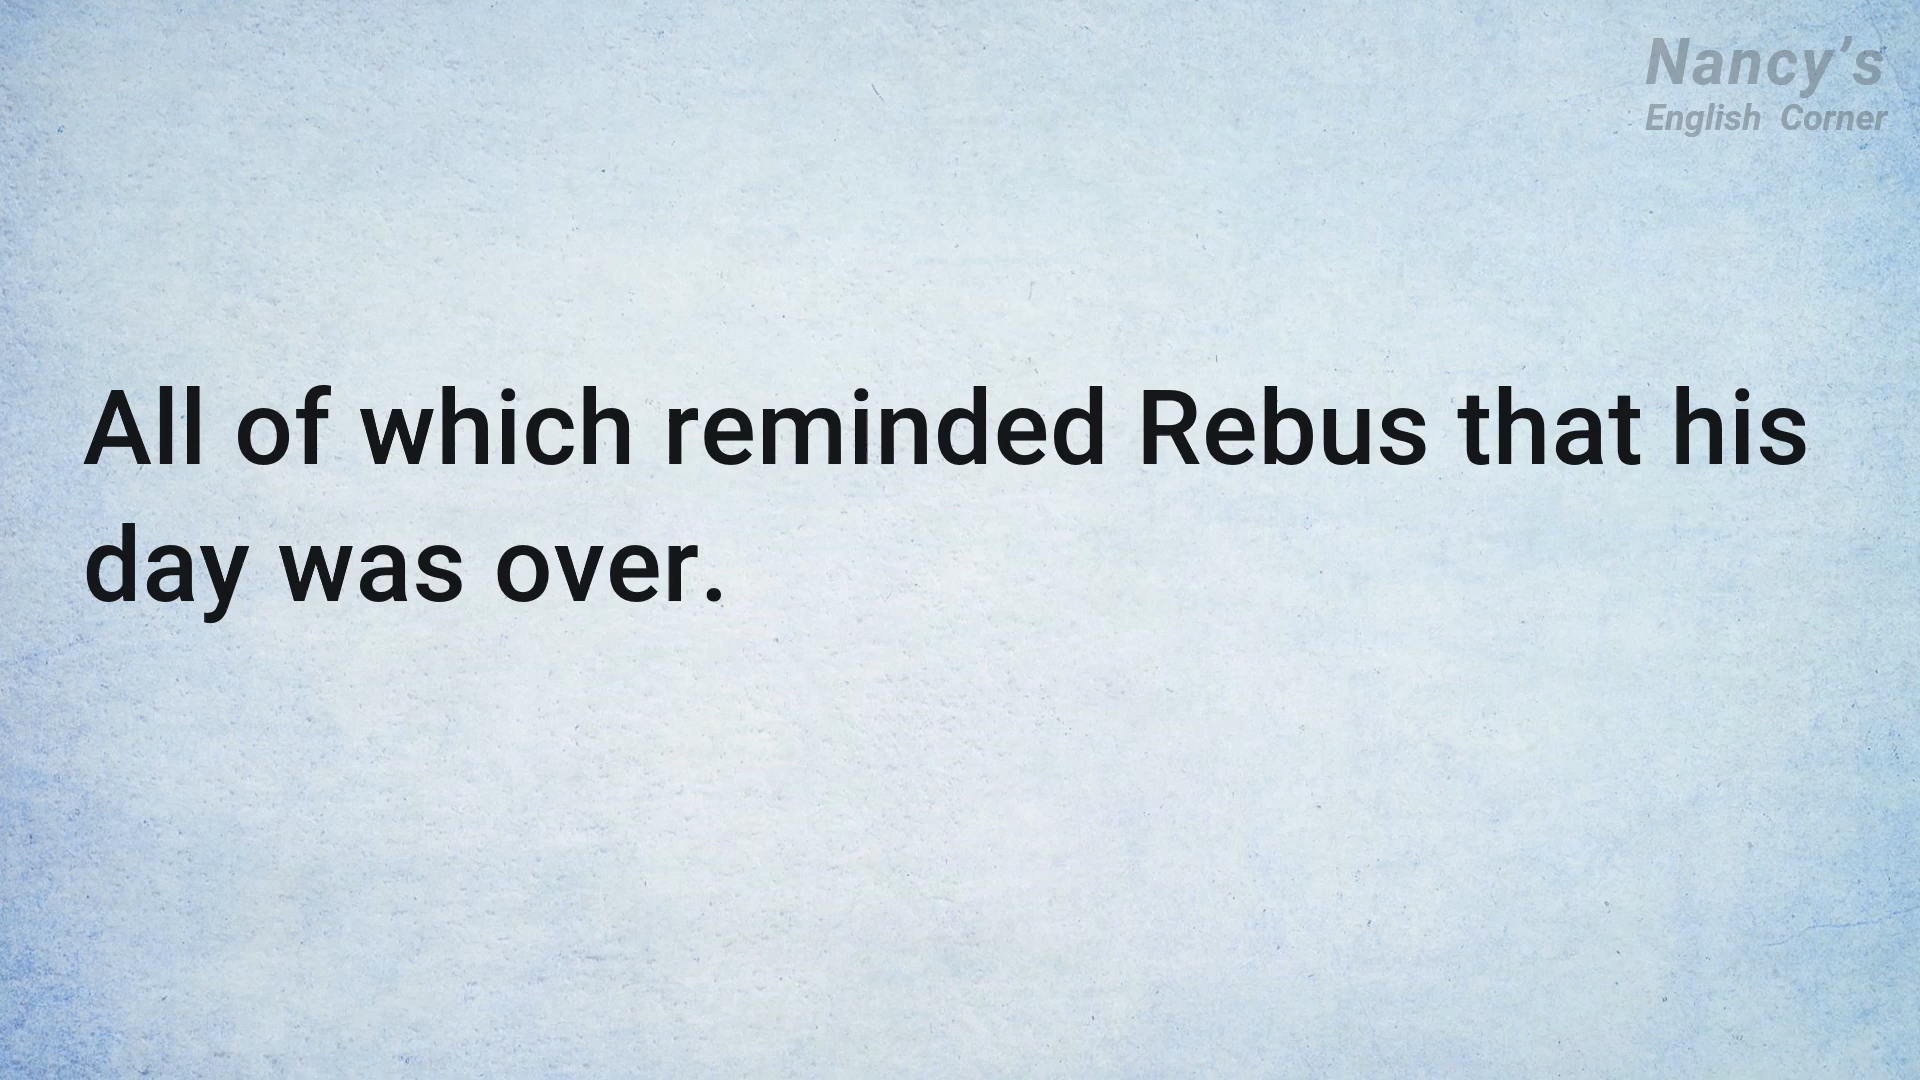 Nancy’s
English Corner
All of which reminded Rebus that his
day was over.